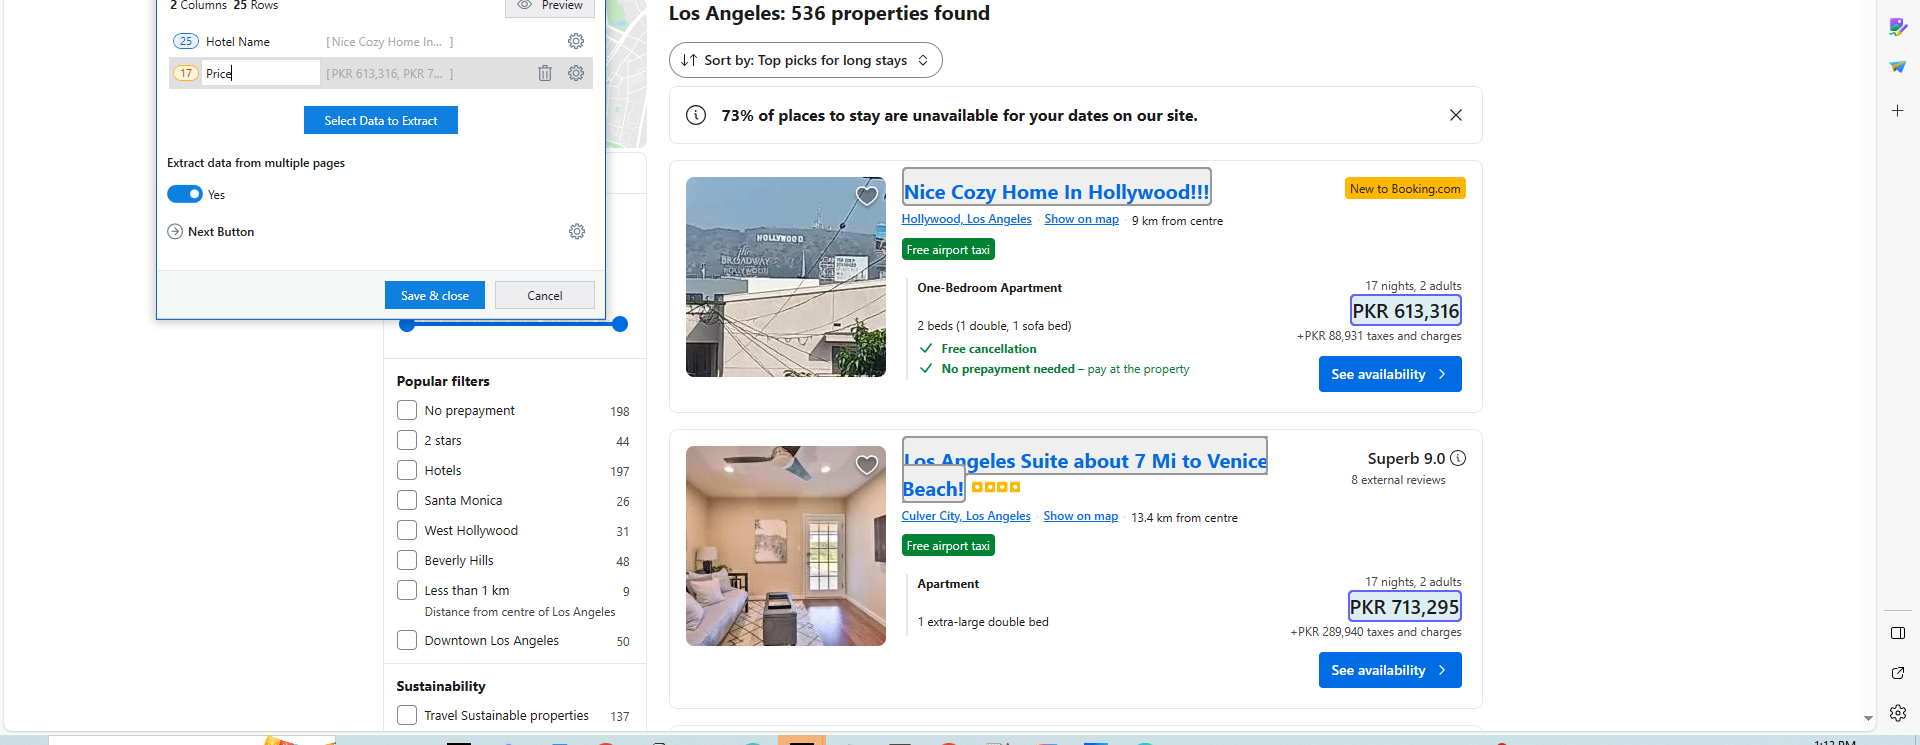 2 Columns 25 Rows
Preview
25 Hotel Name [Nice Cozy Home In... ]
17 Price [PKR 613,316, PKR 7... ]
Select Data to Extract
Extract data from multiple pages
Yes
Next Button
Save & close
Cancel
Popular filters
No prepayment 198
2 stars 44
Hotels 197
Santa Monica 26
West Hollywood 31
Beverly Hills 48
Less than 1 km 9
Distance from centre of Los Angeles
Downtown Los Angeles 50
Sustainability
Travel Sustainable properties 137
Los Angeles: 536 properties found
Sort by: Top picks for long stays
73% of places to stay are unavailable for your dates on our site.
HOLLYWOOD
the
BROADWAY
HOLLYWOOD
Nice Cozy Home In Hollywood!!!
New to Booking.com
Hollywood, Los Angeles · Show on map · 9 km from centre
Free airport taxi
One-Bedroom Apartment
2 beds (1 double, 1 sofa bed)
Free cancellation
No prepayment needed – pay at the property
17 nights, 2 adults
PKR 613,316
+PKR 88,931 taxes and charges
See availability
Los Angeles Suite about 7 Mi to Venice
Beach!
Superb 9.0
8 external reviews
Culver City, Los Angeles · Show on map · 13.4 km from centre
Free airport taxi
Apartment
1 extra-large double bed
17 nights, 2 adults
PKR 713,295
+PKR 289,940 taxes and charges
See availability